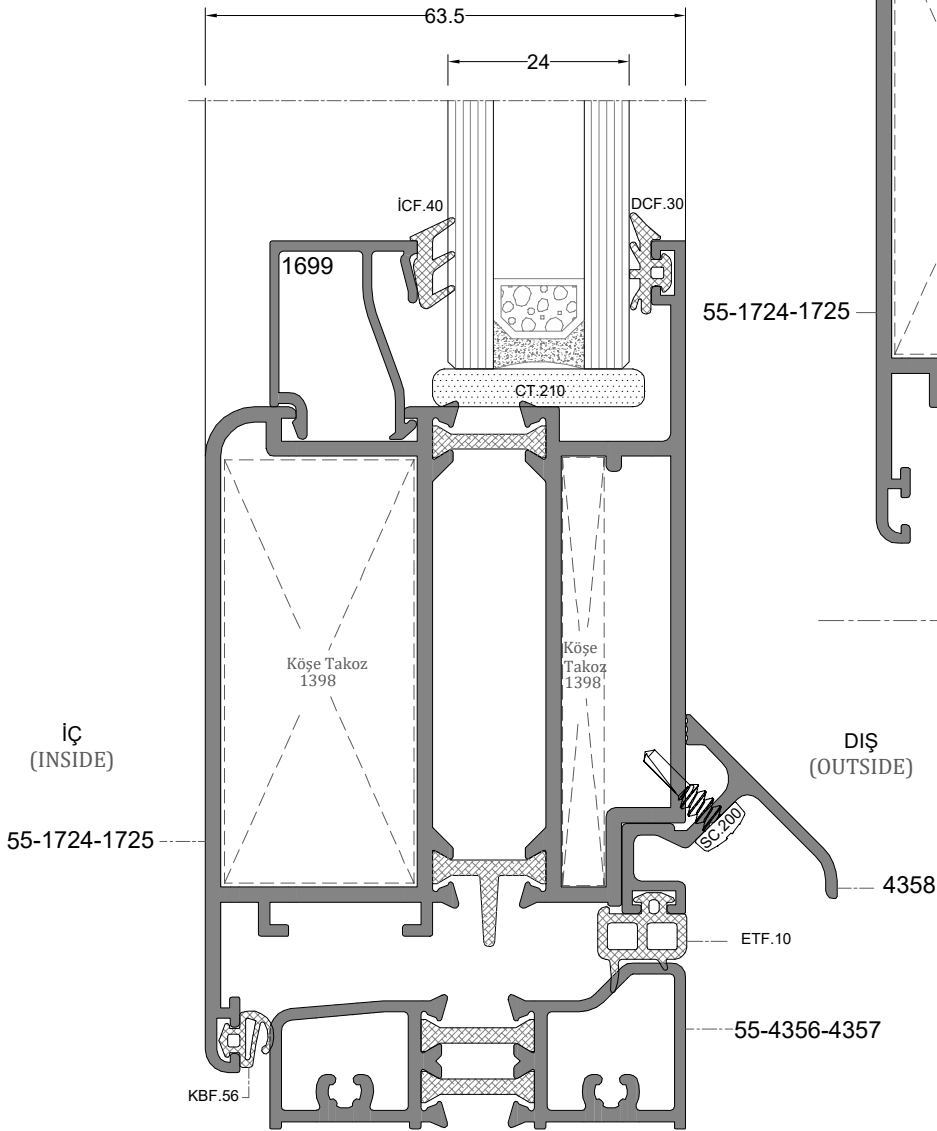 63.5
24
İCF.40
DCF.30
1699
55-1724-1725
CT.210
Köşe Takoz
1398
Köşe
Takoz
1398
İÇ
(INSIDE)
DIŞ
(OUTSIDE)
SC.200
55-1724-1725
4358
ETF.10
55-4356-4357
KBF.56